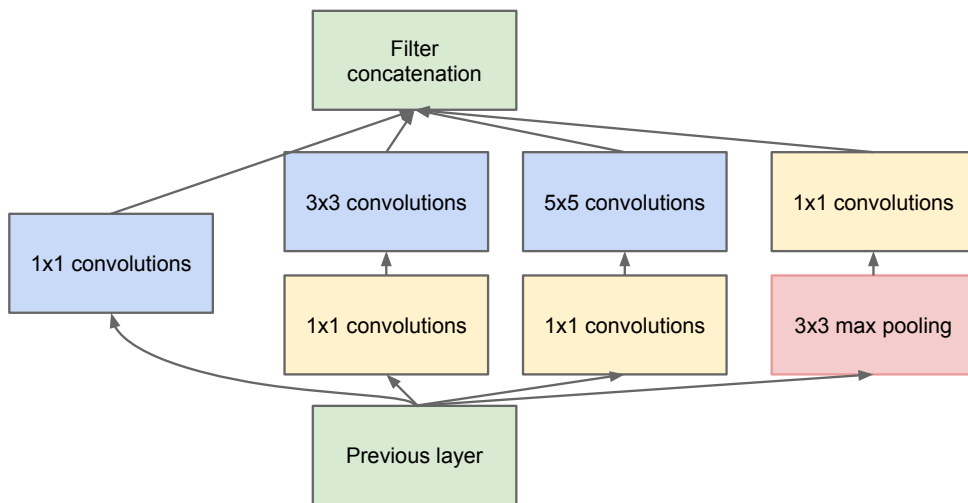 Filter
concatenation
3x3 convolutions
5x5 convolutions
1x1 convolutions
1x1 convolutions
1x1 convolutions
1x1 convolutions
3x3 max pooling
Previous layer